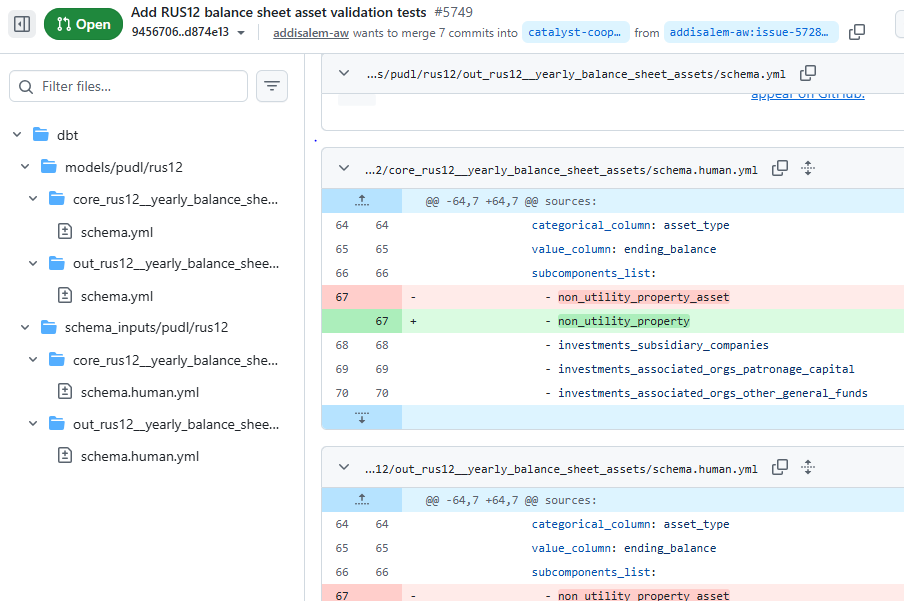 Open
Add RUS12 balance sheet asset validation tests #5749
9456706..d874e13
addisalem-aw wants to merge 7 commits into catalyst-coop… from addisalem-aw:issue-5728…
Filter files...
dbt
models/pudl/rus12
core_rus12__yearly_balance_she...
schema.yml
out_rus12__yearly_balance_shee...
schema.yml
schema_inputs/pudl/rus12
core_rus12__yearly_balance_she...
schema.human.yml
out_rus12__yearly_balance_shee...
schema.human.yml
...s/pudl/rus12/out_rus12__yearly_balance_sheet_assets/schema.yml
appear on GitHub.
...2/core_rus12__yearly_balance_sheet_assets/schema.human.yml
@@ -64,7 +64,7 @@ sources:
64 64 categorical_column: asset_type
65 65 value_column: ending_balance
66 66 subcomponents_list:
67 - - non_utility_property_asset
67 + - non_utility_property
68 68 - investments_subsidiary_companies
69 69 - investments_associated_orgs_patronage_capital
70 70 - investments_associated_orgs_other_general_funds
...12/out_rus12__yearly_balance_sheet_assets/schema.human.yml
@@ -64,7 +64,7 @@ sources:
64 64 categorical_column: asset_type
65 65 value_column: ending_balance
66 66 subcomponents_list:
67 - - non_utility_property_asset